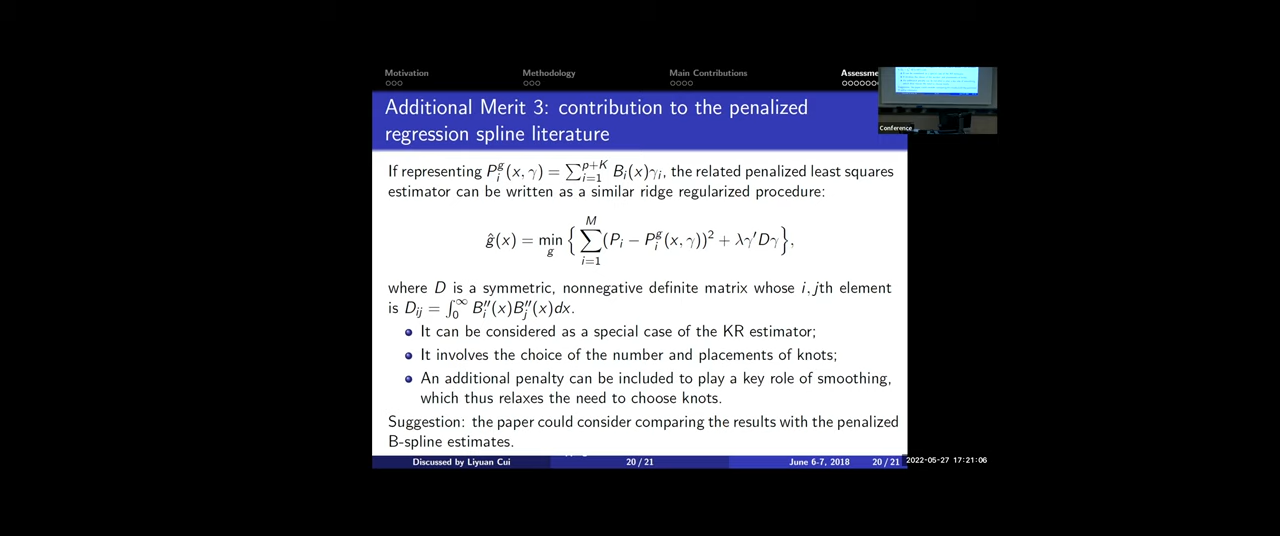 Motivation Methodology Main Contributions Assessme
Additional Merit 3: contribution to the penalized
regression spline literature
Conference
If representing P_i^g(x, γ) = ∑_{i=1}^{p+K} B_i(x)γ_i, the related penalized least squares
estimator can be written as a similar ridge regularized procedure:
ĝ(x) = min_g { ∑_{i=1}^{M} (P_i − P_i^g(x, γ))² + λγ′Dγ },
where D is a symmetric, nonnegative definite matrix whose i, jth element
is D_{ij} = ∫_0^∞ B_i″(x)B_j″(x)dx.
It can be considered as a special case of the KR estimator;
It involves the choice of the number and placements of knots;
An additional penalty can be included to play a key role of smoothing,
which thus relaxes the need to choose knots.
Suggestion: the paper could consider comparing the results with the penalized
B-spline estimates.
Discussed by Liyuan Cui 20 / 21 June 6-7, 2018 20 / 21
2022-05-27 17:21:06